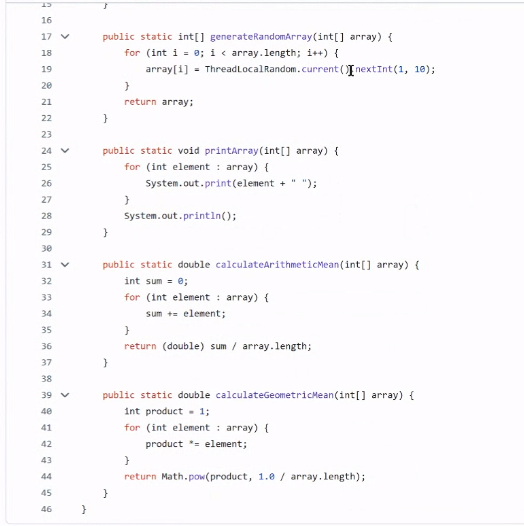 15 }
16
17 public static int[] generateRandomArray(int[] array) {
18 for (int i = 0; i < array.length; i++) {
19 array[i] = ThreadLocalRandom.current().nextInt(1, 10);
20 }
21 return array;
22 }
23
24 public static void printArray(int[] array) {
25 for (int element : array) {
26 System.out.print(element + " ");
27 }
28 System.out.println();
29 }
30
31 public static double calculateArithmeticMean(int[] array) {
32 int sum = 0;
33 for (int element : array) {
34 sum += element;
35 }
36 return (double) sum / array.length;
37 }
38
39 public static double calculateGeometricMean(int[] array) {
40 int product = 1;
41 for (int element : array) {
42 product *= element;
43 }
44 return Math.pow(product, 1.0 / array.length);
45 }
46 }